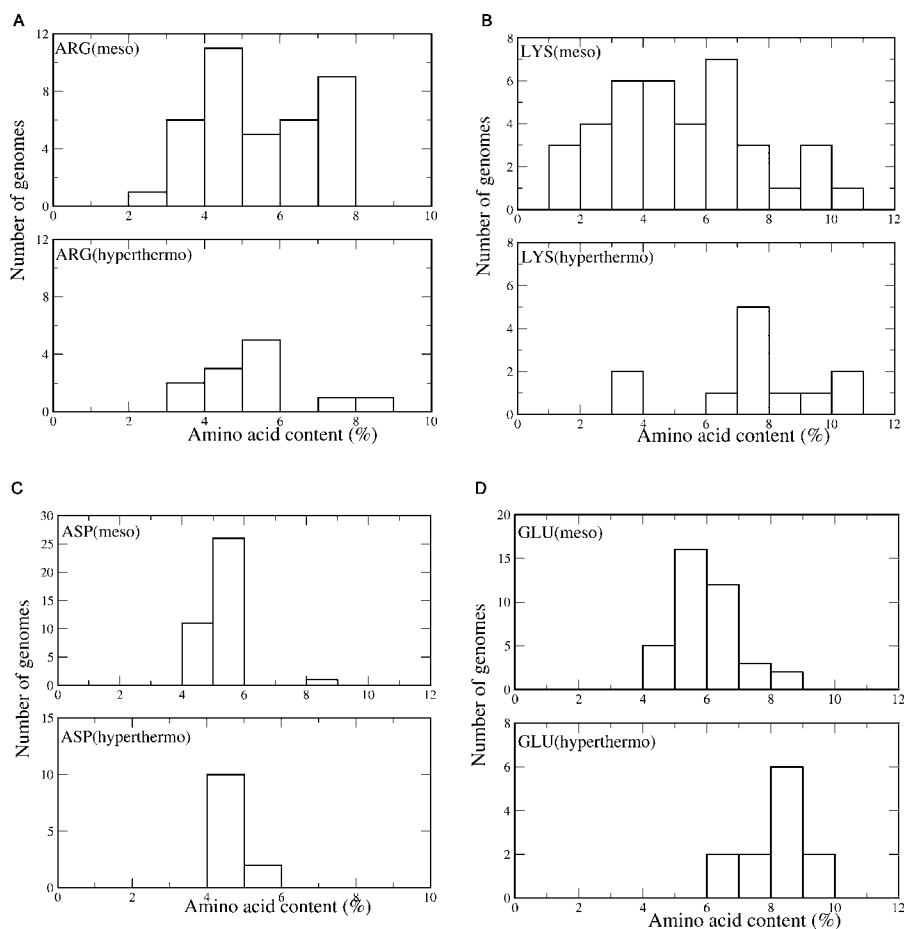 A
ARG(meso)
12
8
4
0
0 2 4 6 8 10
ARG(hyperthermo)
12
8
4
0
0 2 4 6 8 10
Number of genomes
Amino acid content (%)
B
LYS(meso)
8
6
4
2
0
0 2 4 6 8 10 12
LYS(hyperthermo)
8
6
4
2
0
0 2 4 6 8 10 12
Number of genomes
Amino acid content (%)
C
ASP(meso)
30
25
20
15
10
5
0
0 2 4 6 8 10 12
ASP(hyperthermo)
15
10
5
0
0 2 4 6 8 10 12
Number of genomes
Amino acid content (%)
D
GLU(meso)
20
15
10
5
0
0 2 4 6 8 10 12
GLU(hyperthermo)
8
6
4
2
0
0 2 4 6 8 10 12
Number of genomes
Amino acid content (%)